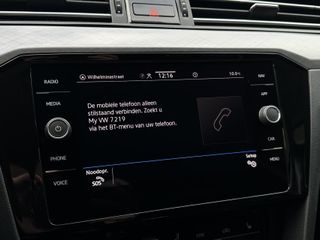 RADIO
Wilhelminastraat
12:16
10.0°C
NAV
MEDIA
APP
De mobiele telefoon alleen
stilstaand verbinden. Zoekt u
My VW 7219
via het BT-menu van uw telefoon.
PHONE
CAR
VOICE
Noodopr.
SOS
Setup
MENU